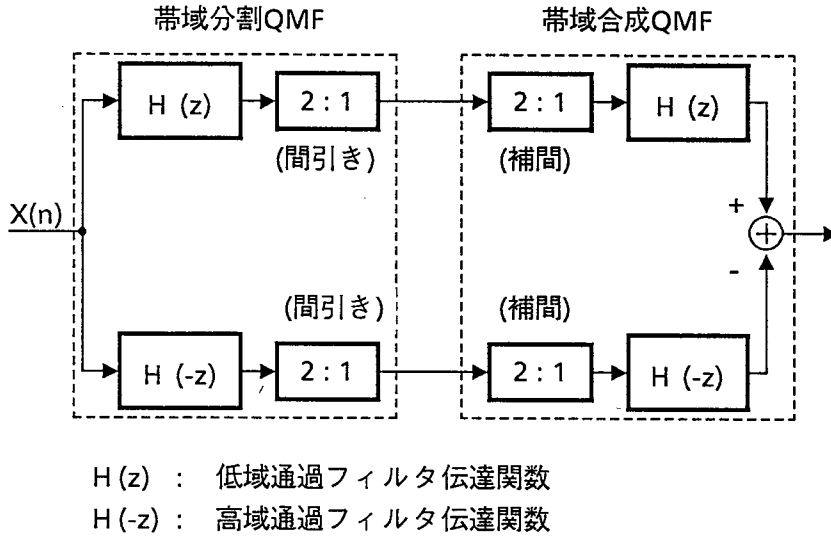 帯域分割QMF
帯域合成QMF
H (z)
2 : 1
2 : 1
H (z)
(間引き)
(補間)
X(n)
+
+
-
(間引き)
(補間)
H (-z)
2 : 1
2 : 1
H (-z)
H (z) : 低域通過フィルタ伝達関数
H (-z) : 高域通過フィルタ伝達関数